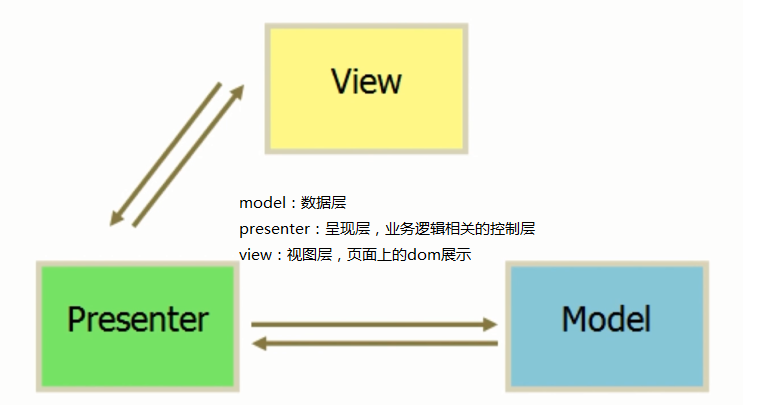 View
model：数据层
presenter：呈现层，业务逻辑相关的控制层
view：视图层，页面上的dom展示
Presenter
Model